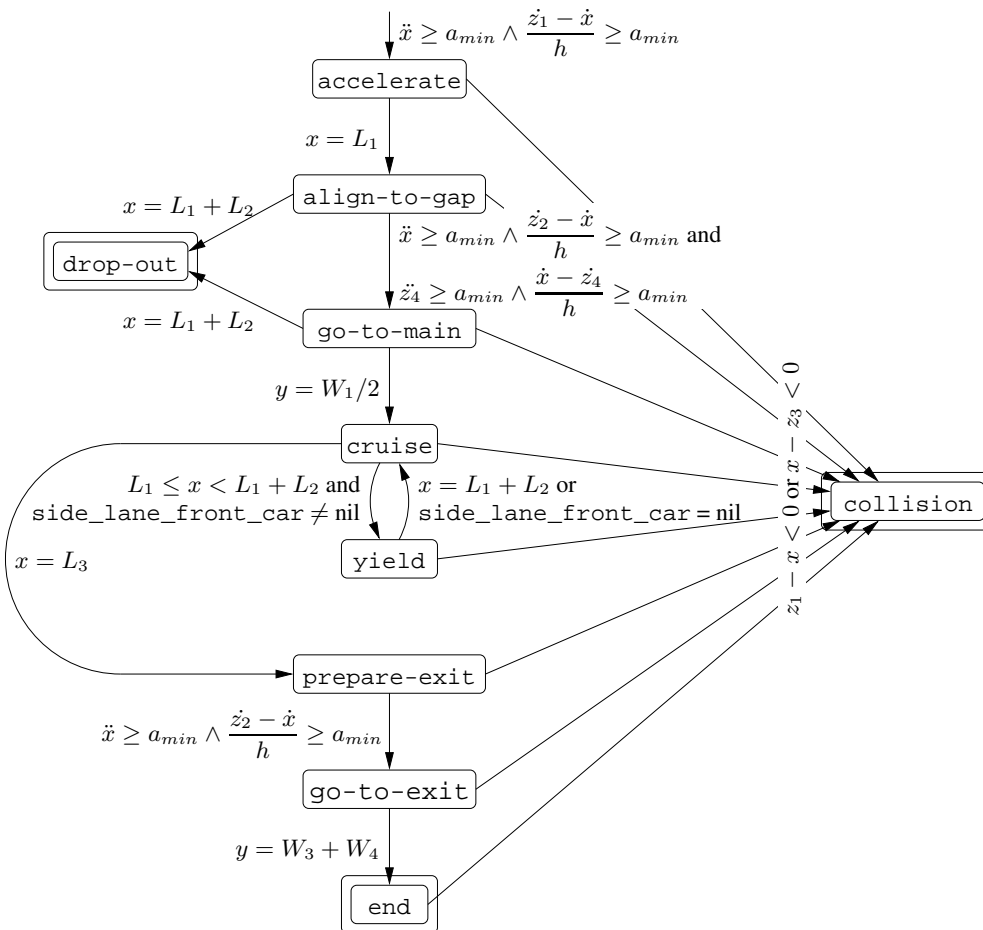 ẍ ≥ a_min ∧ (ż₁ − ẋ)/h ≥ a_min
accelerate
x = L₁
align-to-gap
x = L₁ + L₂
ẍ ≥ a_min ∧ (ż₂ − ẋ)/h ≥ a_min and
drop-out
z̈₄ ≥ a_min ∧ (ẋ − ż₄)/h ≥ a_min
x = L₁ + L₂
go-to-main
y = W₁/2
cruise
z₁ − x < 0 or x − z₃ < 0
L₁ ≤ x < L₁ + L₂ and
side_lane_front_car ≠ nil
x = L₁ + L₂ or
side_lane_front_car = nil
collision
x = L₃
yield
prepare-exit
ẍ ≥ a_min ∧ (ż₂ − ẋ)/h ≥ a_min
go-to-exit
y = W₃ + W₄
end